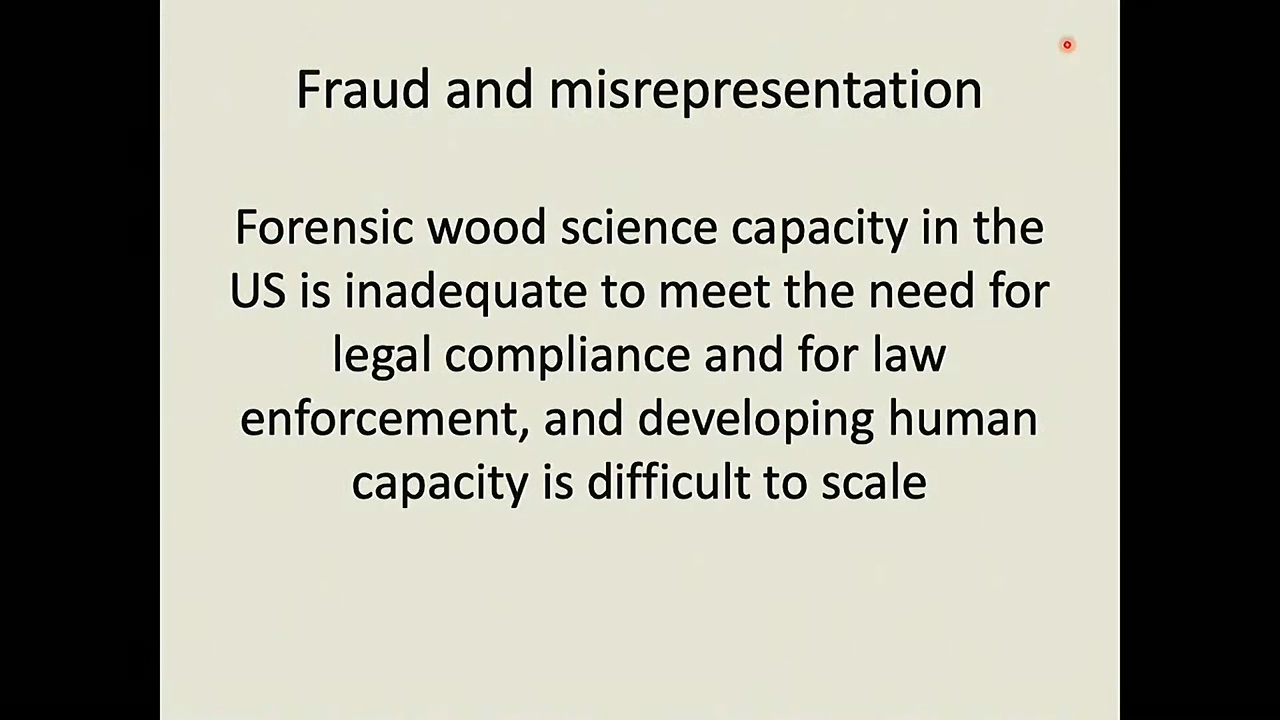 Fraud and misrepresentation
Forensic wood science capacity in the
US is inadequate to meet the need for
legal compliance and for law
enforcement, and developing human
capacity is difficult to scale